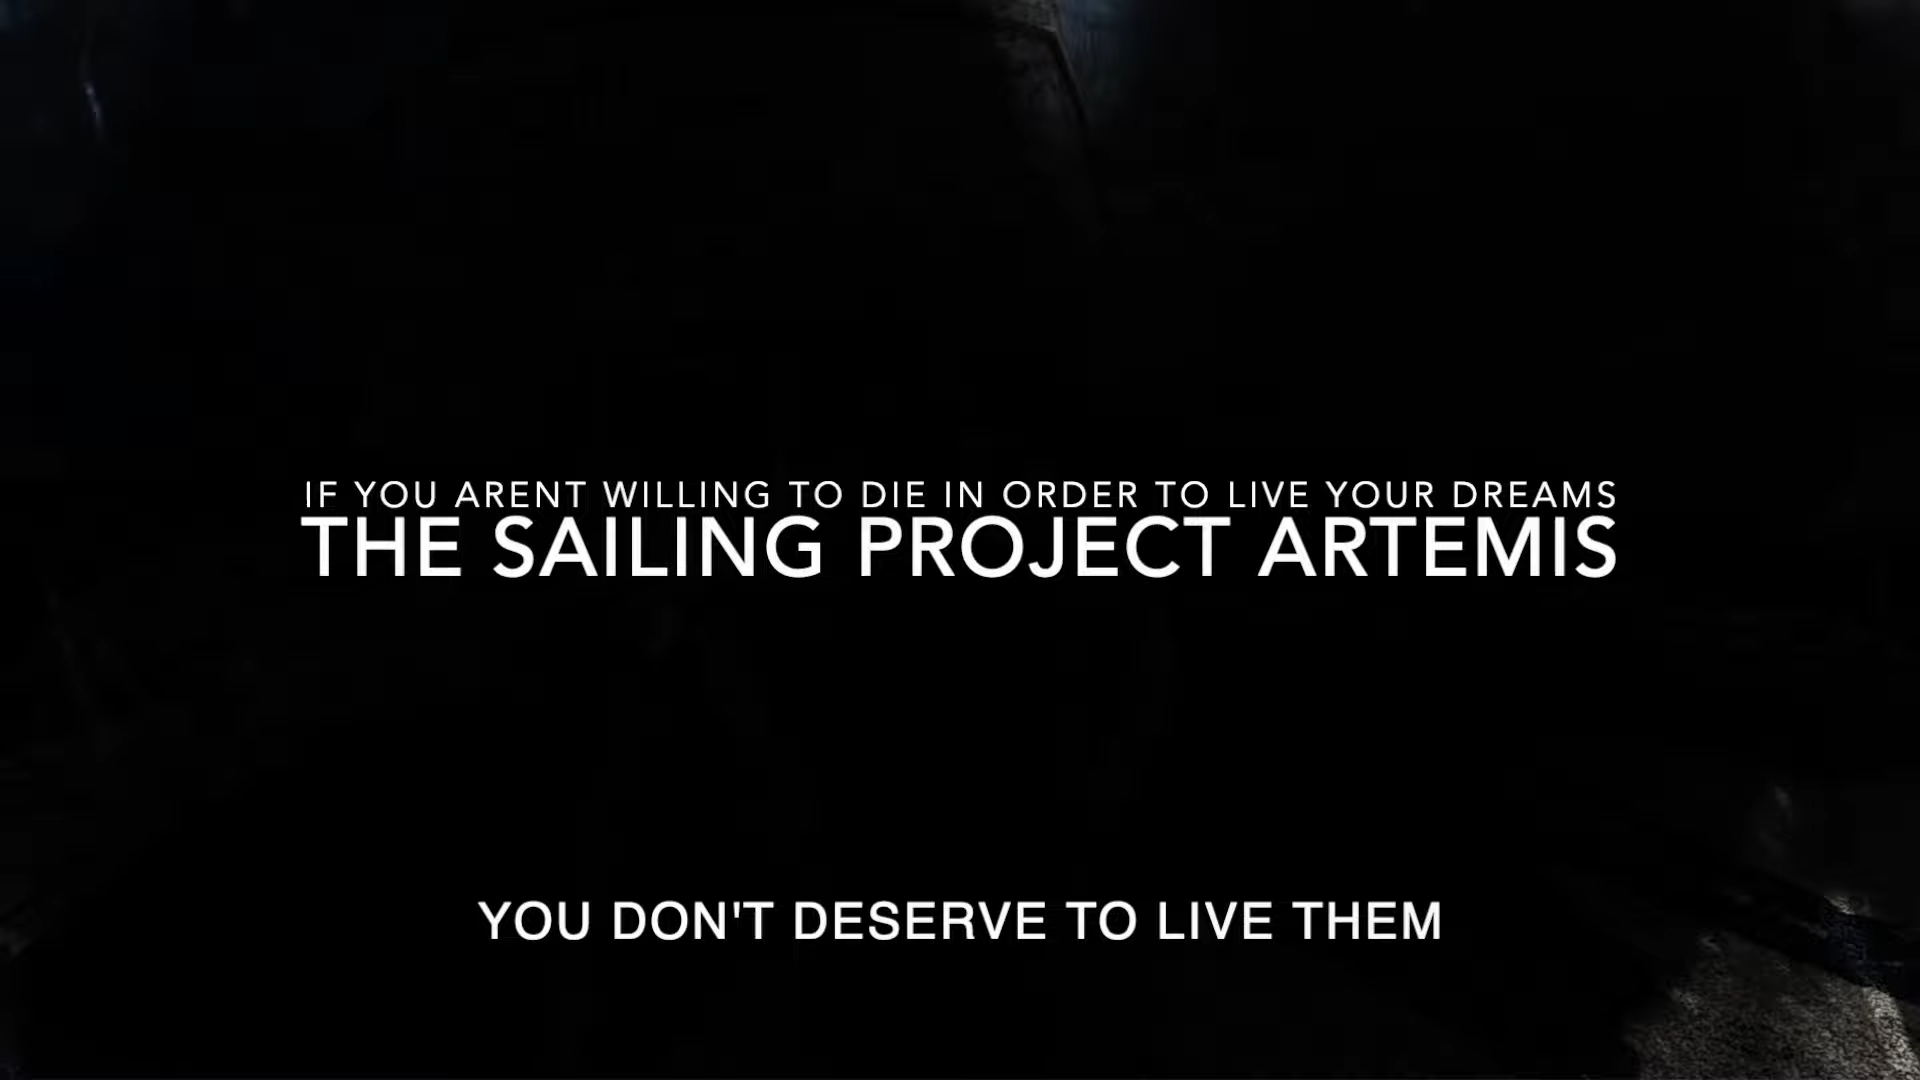 IF YOU ARENT WILLING TO DIE IN ORDER TO LIVE YOUR DREAMS
THE SAILING PROJECT ARTEMIS
YOU DON'T DESERVE TO LIVE THEM